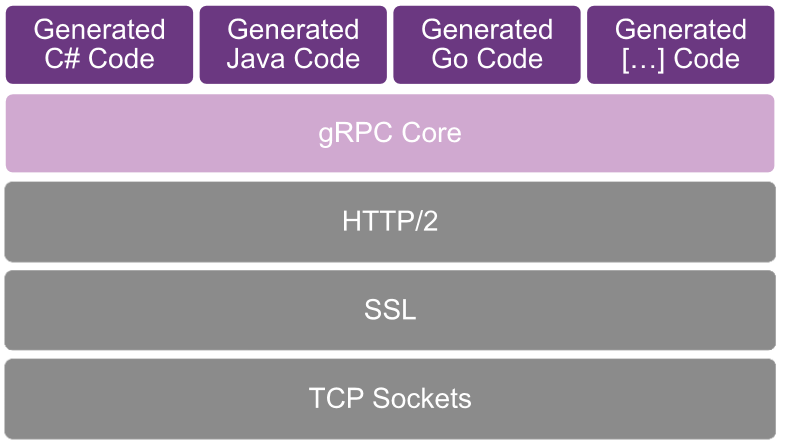 Generated
C# Code
Generated
Java Code
Generated
Go Code
Generated
[…] Code
gRPC Core
HTTP/2
SSL
TCP Sockets